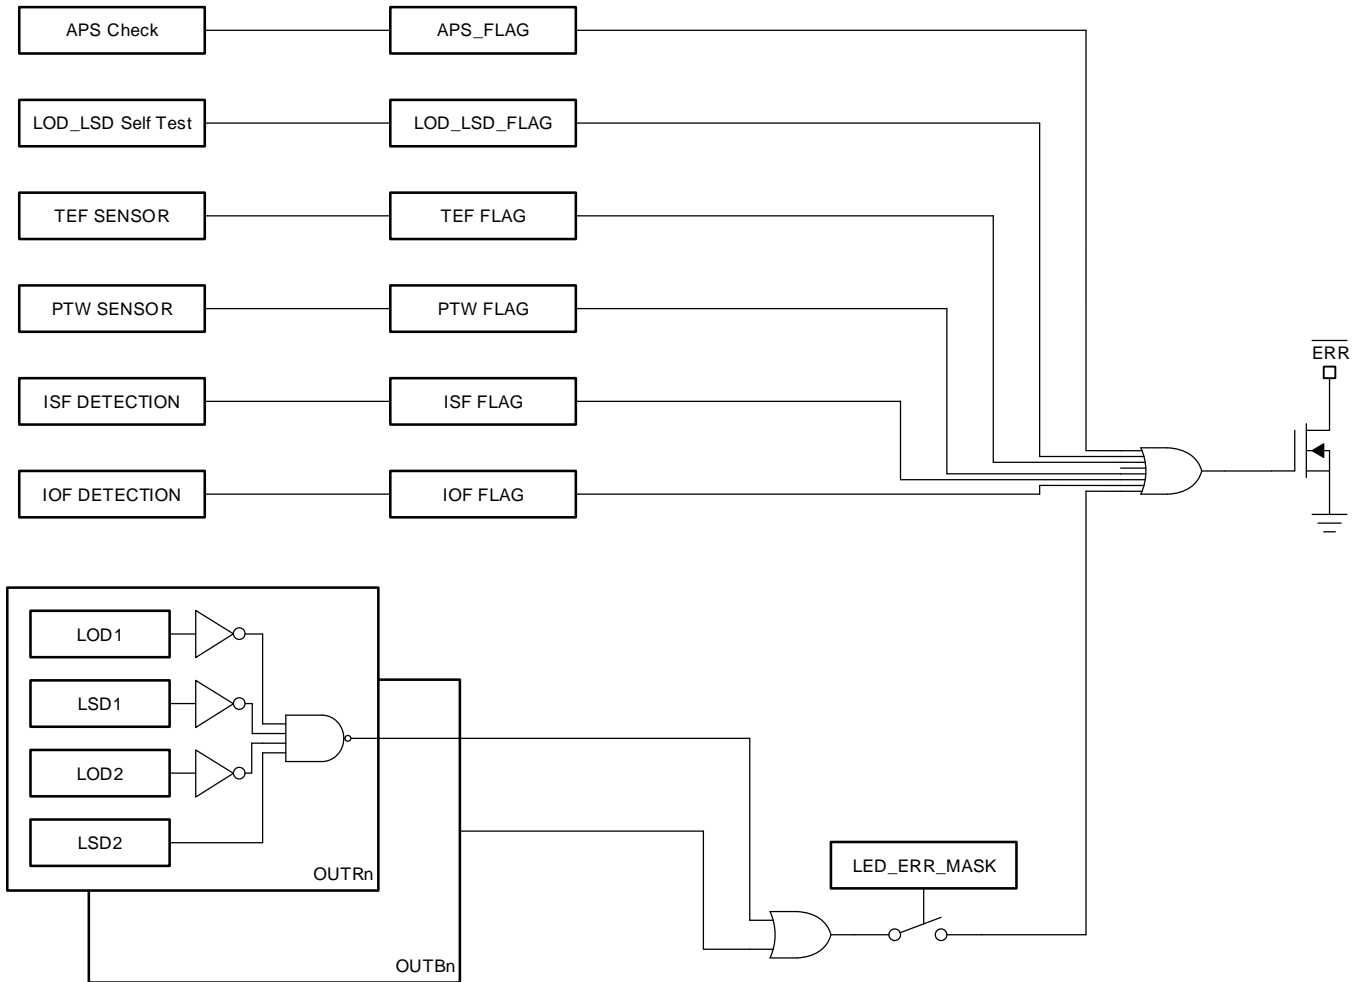 APS Check
APS_FLAG
LOD_LSD Self Test
LOD_LSD_FLAG
TEF SENSOR
TEF FLAG
PTW SENSOR
PTW FLAG
ERR
ISF DETECTION
ISF FLAG
IOF DETECTION
IOF FLAG
LOD1
LSD1
LOD2
LSD2
OUTRn
LED_ERR_MASK
OUTBn